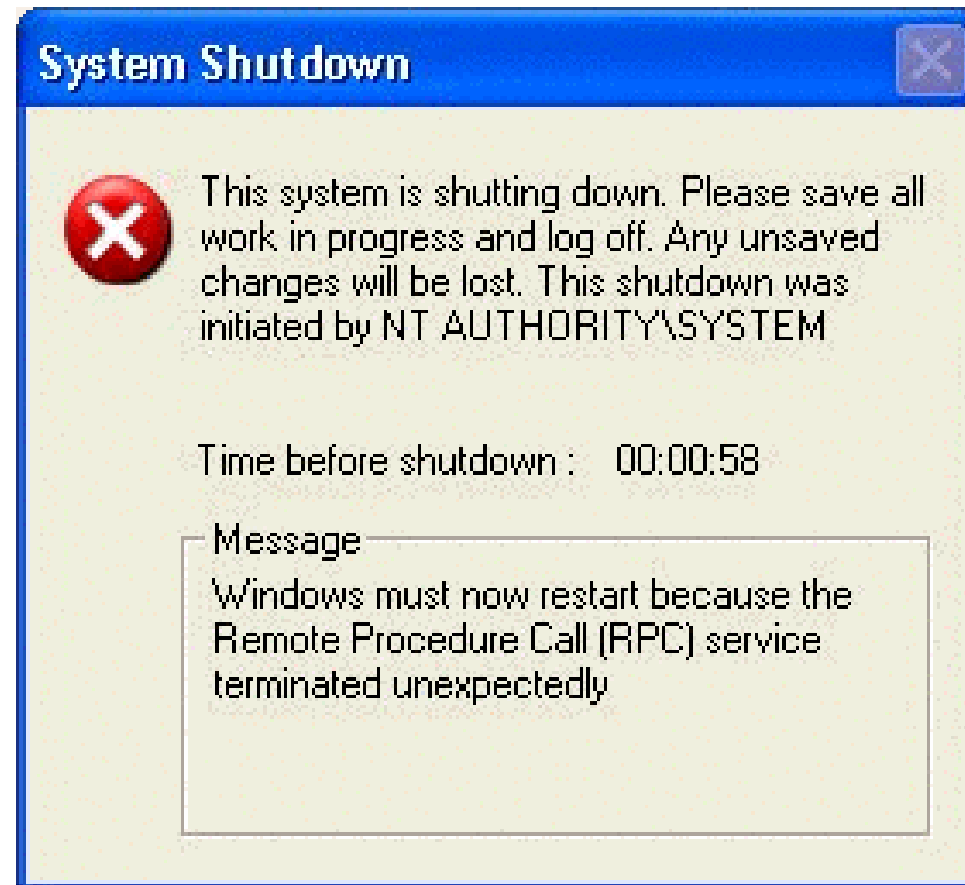 System Shutdown
This system is shutting down. Please save all
work in progress and log off. Any unsaved
changes will be lost. This shutdown was
initiated by NT AUTHORITY\SYSTEM
Time before shutdown : 00:00:58
Message
Windows must now restart because the
Remote Procedure Call (RPC) service
terminated unexpectedly